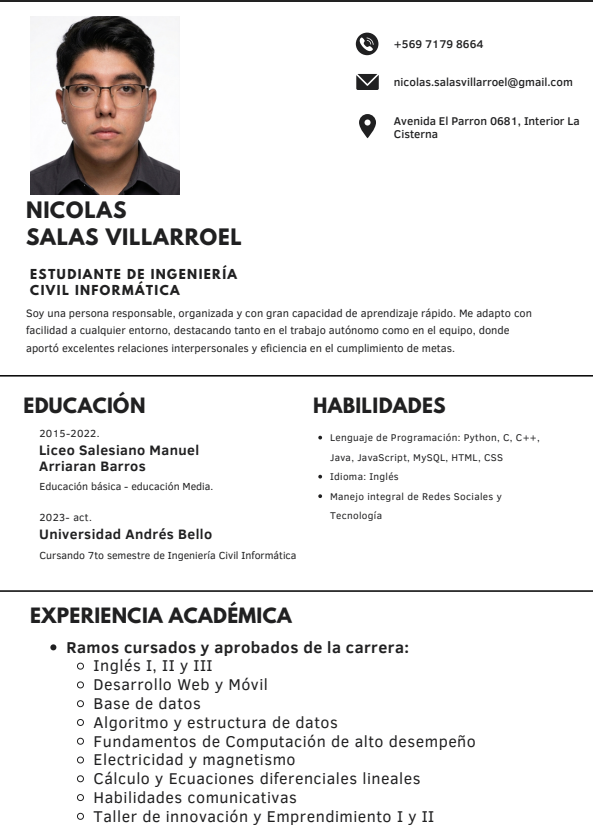 +569 7179 8664
nicolas.salasvillarroel@gmail.com
Avenida El Parron 0681, Interior La
Cisterna
NICOLAS
SALAS VILLARROEL
ESTUDIANTE DE INGENIERÍA
CIVIL INFORMÁTICA
Soy una persona responsable, organizada y con gran capacidad de aprendizaje rápido. Me adapto con
facilidad a cualquier entorno, destacando tanto en el trabajo autónomo como en el equipo, donde
aportó excelentes relaciones interpersonales y eficiencia en el cumplimiento de metas.
EDUCACIÓN
2015-2022.
Liceo Salesiano Manuel
Arriaran Barros
Educación básica - educación Media.
2023- act.
Universidad Andrés Bello
Cursando 7to semestre de Ingeniería Civil Informática
HABILIDADES
• Lenguaje de Programación: Python, C, C++,
Java, JavaScript, MySQL, HTML, CSS
• Idioma: Inglés
• Manejo integral de Redes Sociales y
Tecnología
EXPERIENCIA ACADÉMICA
• Ramos cursados y aprobados de la carrera:
◦ Inglés I, II y III
◦ Desarrollo Web y Móvil
◦ Base de datos
◦ Algoritmo y estructura de datos
◦ Fundamentos de Computación de alto desempeño
◦ Electricidad y magnetismo
◦ Cálculo y Ecuaciones diferenciales lineales
◦ Habilidades comunicativas
◦ Taller de innovación y Emprendimiento I y II